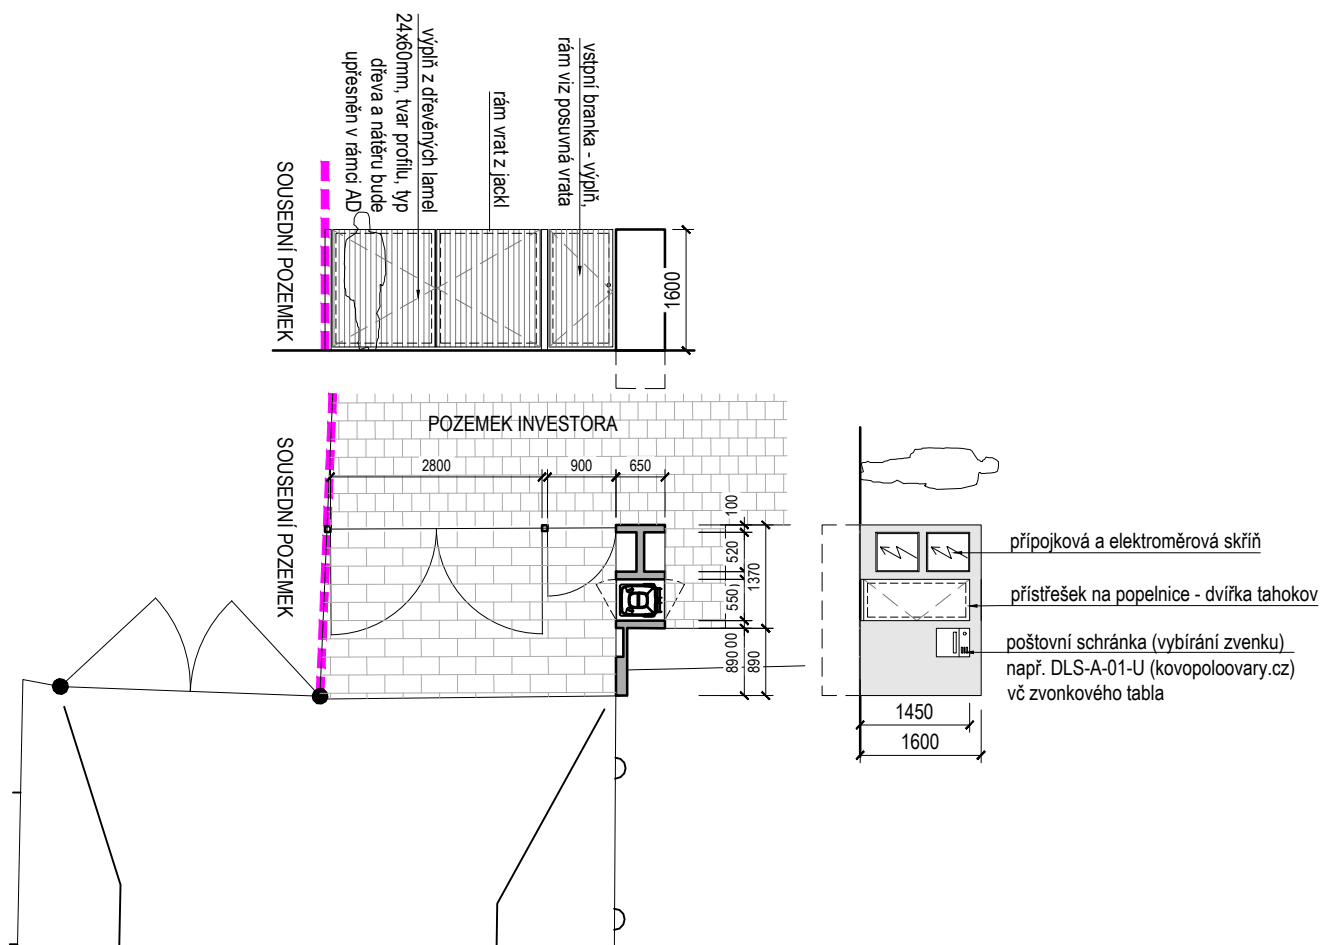 výplň z dřevěných lamel
24x60mm, tvar profilu, typ
dřeva a nátěru bude
upřesněn v rámci AD
rám vrat z jackl
vstpní branka - výplň,
rám viz posuvná vrata
SOUSEDNÍ POZEMEK
1600
POZEMEK INVESTORA
SOUSEDNÍ POZEMEK
2800
900
650
100
520
1370
550
890
890
přípojková a elektroměrová skříň
přístřešek na popelnice - dvířka tahokov
poštovní schránka (vybírání zvenku)
např. DLS-A-01-U (kovopoloovary.cz)
vč zvonkového tabla
1450
1600